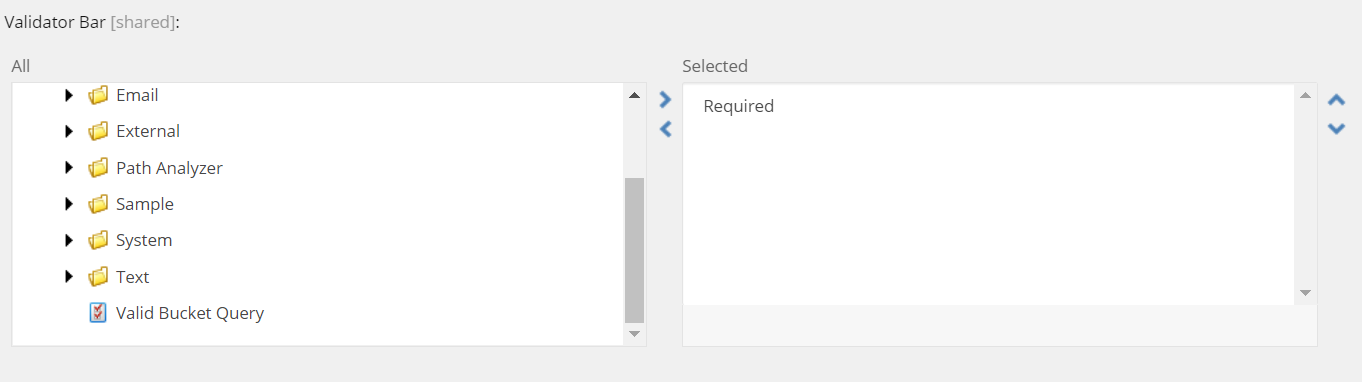 Validator Bar [shared]:
All
Selected
Email
External
Path Analyzer
Sample
System
Text
Valid Bucket Query
Required